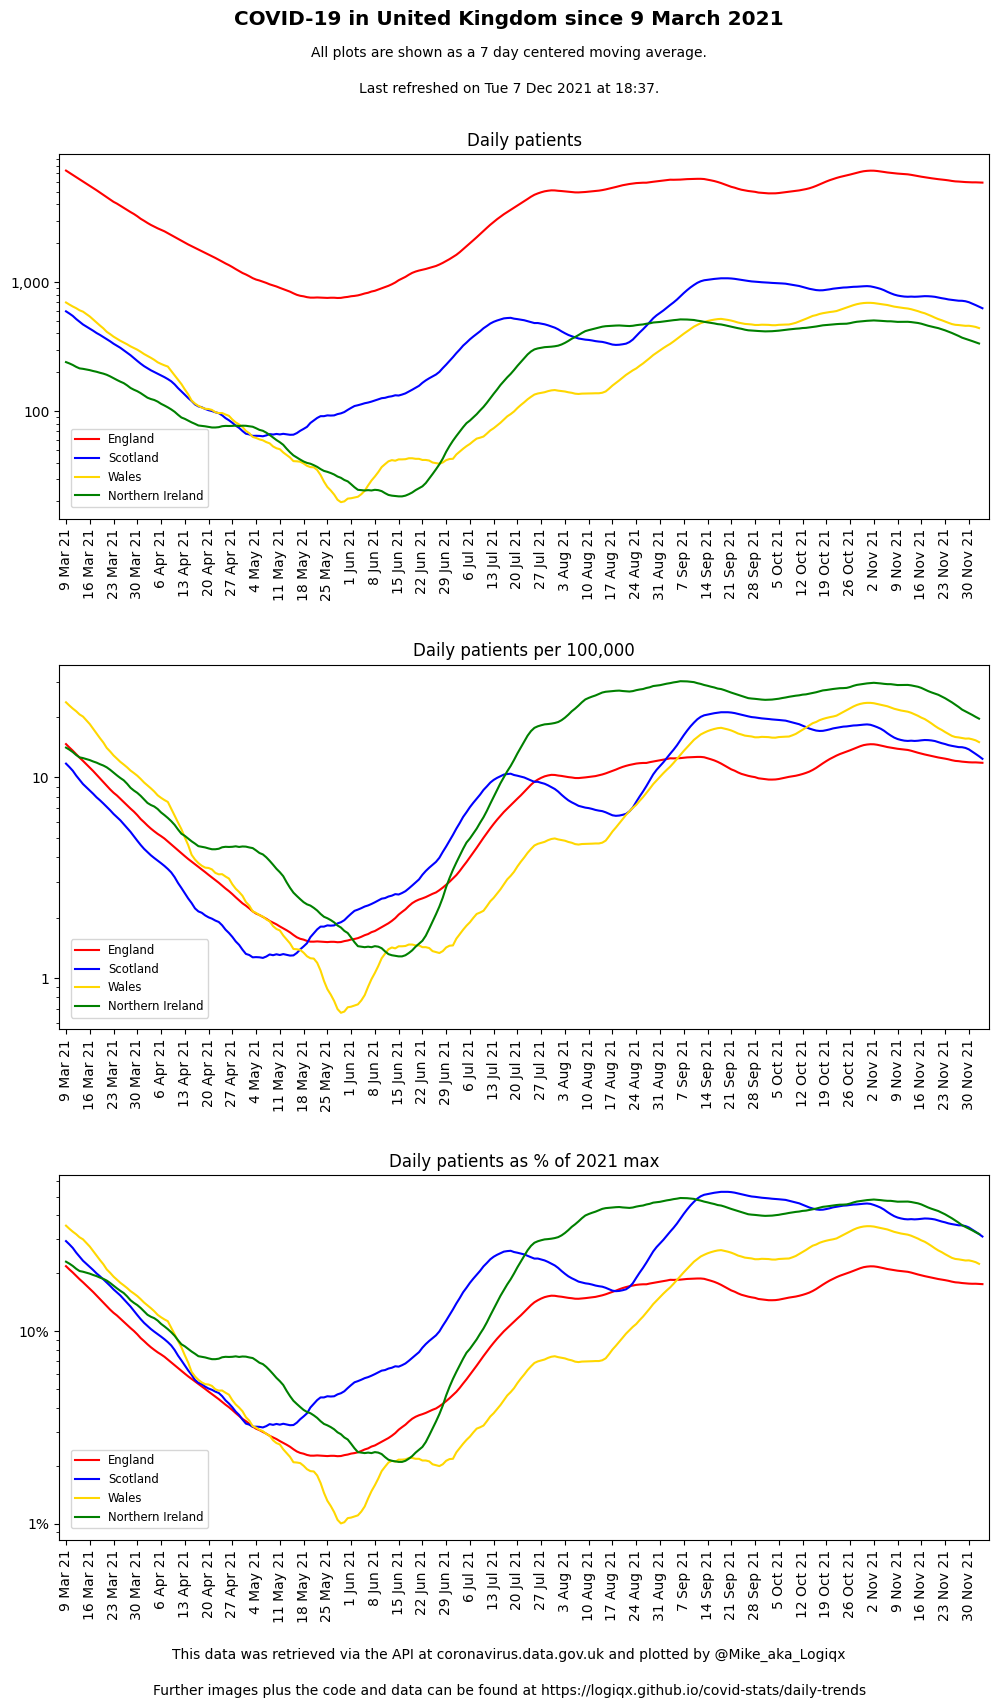 COVID-19 in United Kingdom since 9 March 2021
All plots are shown as a 7 day centered moving average.
Last refreshed on Tue 7 Dec 2021 at 18:37.
Daily patients
1,000
100
England
Scotland
Wales
Northern Ireland
9 Mar 21
16 Mar 21
23 Mar 21
30 Mar 21
6 Apr 21
13 Apr 21
20 Apr 21
27 Apr 21
4 May 21
11 May 21
18 May 21
25 May 21
1 Jun 21
8 Jun 21
15 Jun 21
22 Jun 21
29 Jun 21
6 Jul 21
13 Jul 21
20 Jul 21
27 Jul 21
3 Aug 21
10 Aug 21
17 Aug 21
24 Aug 21
31 Aug 21
7 Sep 21
14 Sep 21
21 Sep 21
28 Sep 21
5 Oct 21
12 Oct 21
19 Oct 21
26 Oct 21
2 Nov 21
9 Nov 21
16 Nov 21
23 Nov 21
30 Nov 21
Daily patients per 100,000
10
1
England
Scotland
Wales
Northern Ireland
9 Mar 21
16 Mar 21
23 Mar 21
30 Mar 21
6 Apr 21
13 Apr 21
20 Apr 21
27 Apr 21
4 May 21
11 May 21
18 May 21
25 May 21
1 Jun 21
8 Jun 21
15 Jun 21
22 Jun 21
29 Jun 21
6 Jul 21
13 Jul 21
20 Jul 21
27 Jul 21
3 Aug 21
10 Aug 21
17 Aug 21
24 Aug 21
31 Aug 21
7 Sep 21
14 Sep 21
21 Sep 21
28 Sep 21
5 Oct 21
12 Oct 21
19 Oct 21
26 Oct 21
2 Nov 21
9 Nov 21
16 Nov 21
23 Nov 21
30 Nov 21
Daily patients as % of 2021 max
10%
1%
England
Scotland
Wales
Northern Ireland
9 Mar 21
16 Mar 21
23 Mar 21
30 Mar 21
6 Apr 21
13 Apr 21
20 Apr 21
27 Apr 21
4 May 21
11 May 21
18 May 21
25 May 21
1 Jun 21
8 Jun 21
15 Jun 21
22 Jun 21
29 Jun 21
6 Jul 21
13 Jul 21
20 Jul 21
27 Jul 21
3 Aug 21
10 Aug 21
17 Aug 21
24 Aug 21
31 Aug 21
7 Sep 21
14 Sep 21
21 Sep 21
28 Sep 21
5 Oct 21
12 Oct 21
19 Oct 21
26 Oct 21
2 Nov 21
9 Nov 21
16 Nov 21
23 Nov 21
30 Nov 21
This data was retrieved via the API at coronavirus.data.gov.uk and plotted by @Mike_aka_Logiqx
Further images plus the code and data can be found at https://logiqx.github.io/covid-stats/daily-trends